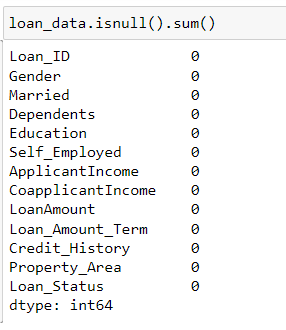 loan_data.isnull().sum()
Loan_ID 0
Gender 0
Married 0
Dependents 0
Education 0
Self_Employed 0
ApplicantIncome 0
CoapplicantIncome 0
LoanAmount 0
Loan_Amount_Term 0
Credit_History 0
Property_Area 0
Loan_Status 0
dtype: int64